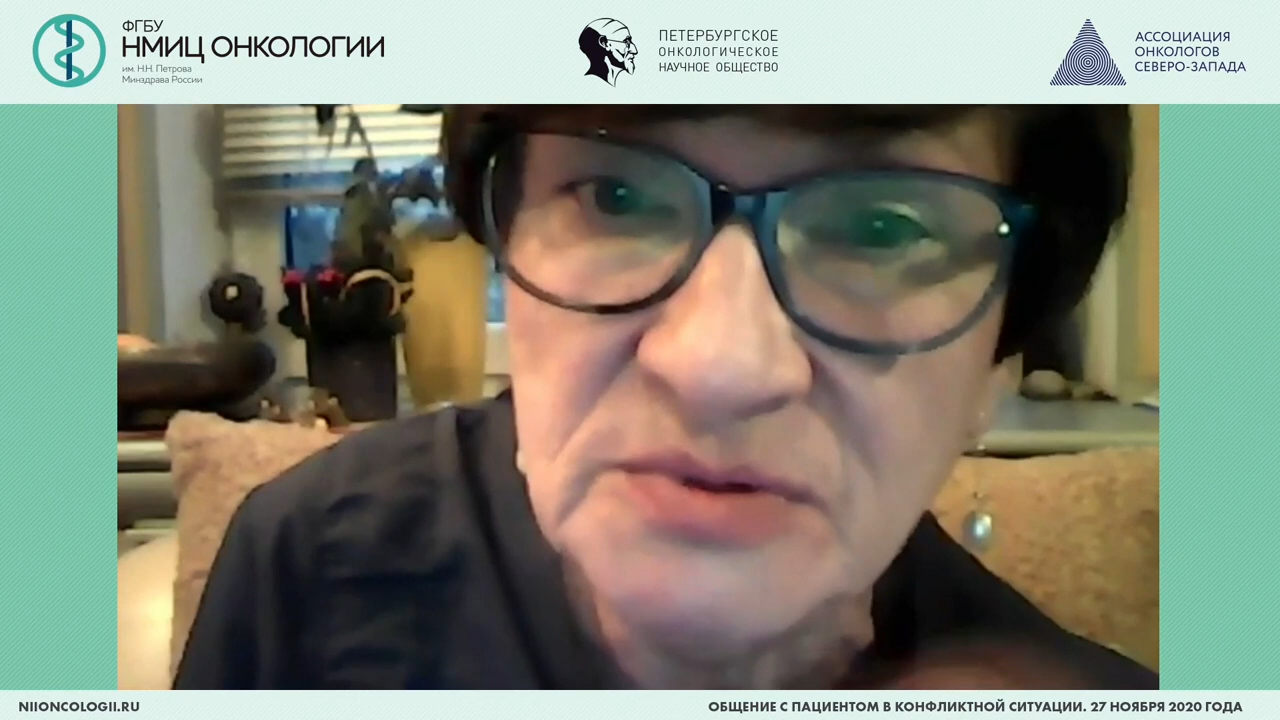 ФГБУ
НМИЦ ОНКОЛОГИИ
им. Н.Н. Петрова
Минздрава России
ПЕТЕРБУРГСКОЕ
ОНКОЛОГИЧЕСКОЕ
НАУЧНОЕ ОБЩЕСТВО
АССОЦИАЦИЯ
ОНКОЛОГОВ
СЕВЕРО-ЗАПАДА
NIIONCOLOGII.RU
ОБЩЕНИЕ С ПАЦИЕНТОМ В КОНФЛИКТНОЙ СИТУАЦИИ. 27 НОЯБРЯ 2020 ГОДА